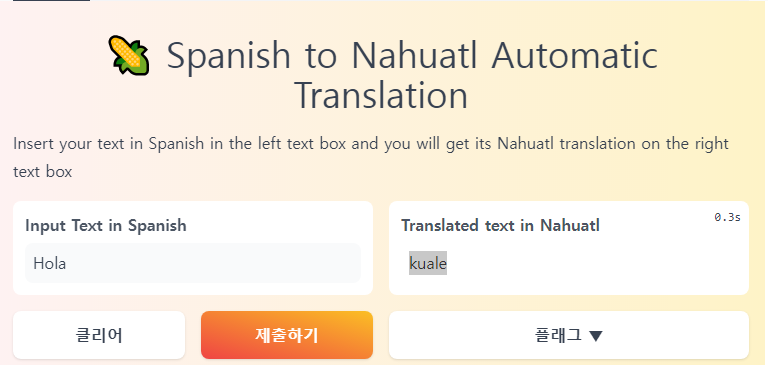 🌽 Spanish to Nahuatl Automatic
Translation
Insert your text in Spanish in the left text box and you will get its Nahuatl translation on the right
text box
Input Text in Spanish
Hola
Translated text in Nahuatl
0.3s
kuale
클리어
제출하기
플래그 ▼